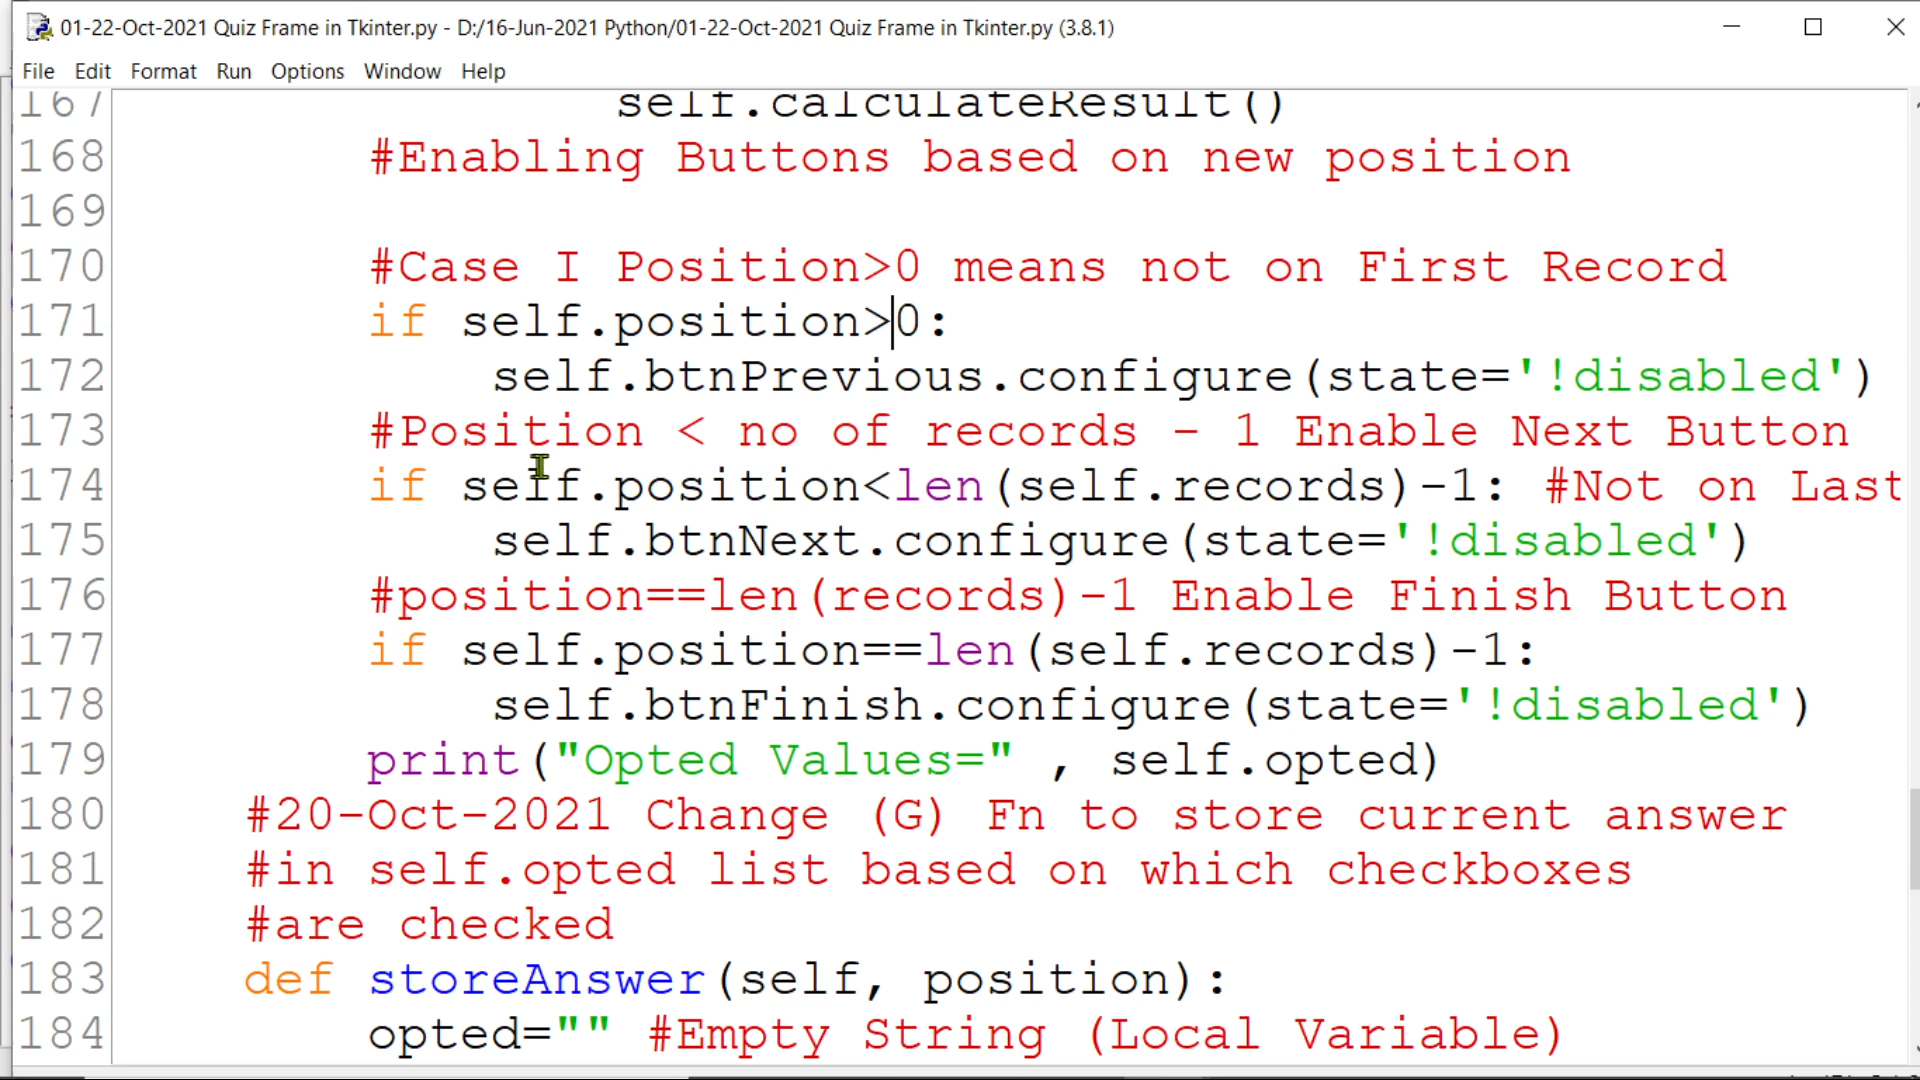 01-22-Oct-2021 Quiz Frame in Tkinter.py - D:/16-Jun-2021 Python/01-22-Oct-2021 Quiz Frame in Tkinter.py (3.8.1)
File Edit Format Run Options Window Help
167 self.calculateResult()
168 #Enabling Buttons based on new position
169
170 #Case I Position>0 means not on First Record
171 if self.position>0:
172 self.btnPrevious.configure(state='!disabled')
173 #Position < no of records - 1 Enable Next Button
174 if self.position<len(self.records)-1: #Not on Last
175 self.btnNext.configure(state='!disabled')
176 #position==len(records)-1 Enable Finish Button
177 if self.position==len(self.records)-1:
178 self.btnFinish.configure(state='!disabled')
179 print("Opted Values=" , self.opted)
180 #20-Oct-2021 Change (G) Fn to store current answer
181 #in self.opted list based on which checkboxes
182 #are checked
183 def storeAnswer(self, position):
184 opted="" #Empty String (Local Variable)